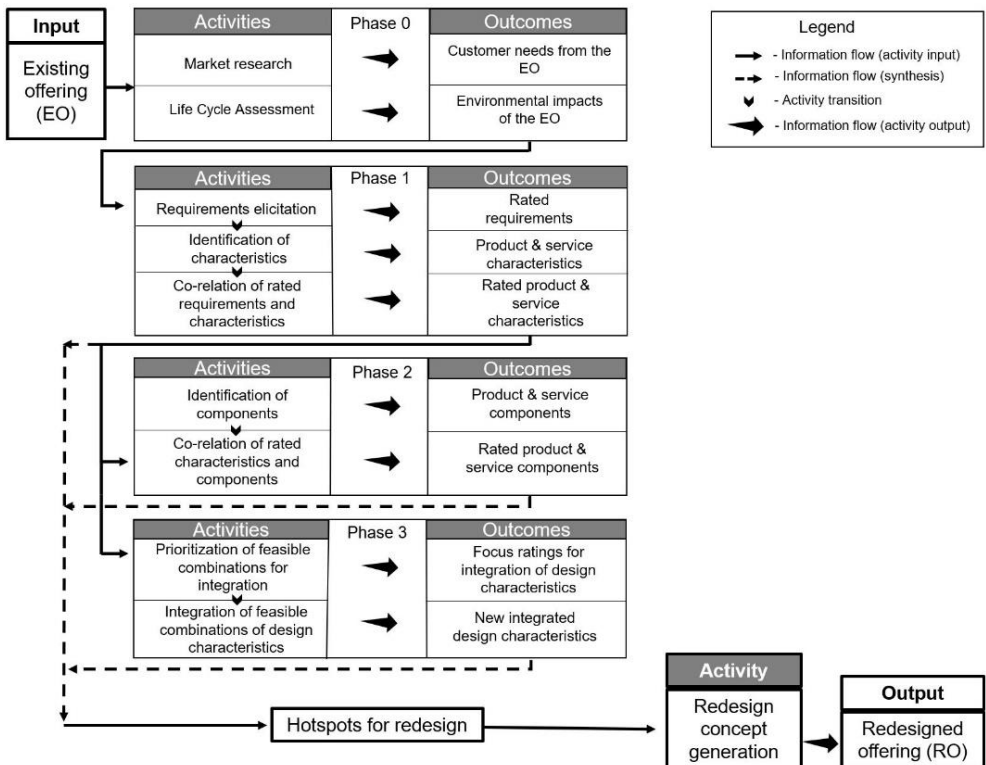 Input
Existing
offering
(EO)
Activities
Phase 0
Outcomes
Market research
Customer needs from the
EO
Life Cycle Assessment
Environmental impacts
of the EO
Legend
- Information flow (activity input)
- Information flow (synthesis)
- Activity transition
- Information flow (activity output)
Activities
Phase 1
Outcomes
Requirements elicitation
Rated
requirements
Identification of
characteristics
Product & service
characteristics
Co-relation of rated
requirements and
characteristics
Rated product &
service
characteristics
Activities
Phase 2
Outcomes
Identification of
components
Product & service
components
Co-relation of rated
characteristics and
components
Rated product &
service components
Activities
Phase 3
Outcomes
Prioritization of feasible
combinations for
integration
Focus ratings for
integration of design
characteristics
Integration of feasible
combinations of design
characteristics
New integrated
design characteristics
Hotspots for redesign
Activity
Redesign
concept
generation
Output
Redesigned
offering (RO)